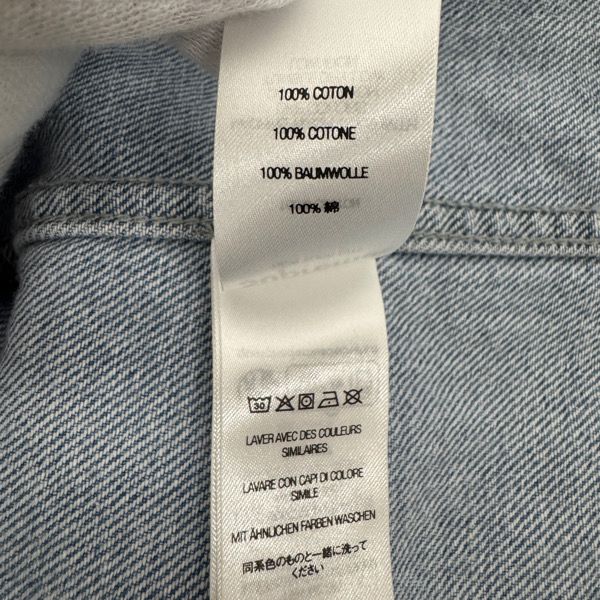 100% COTON
100% COTONE
100% BAUMWOLLE
100% 綿
30
LAVER AVEC DES COULEURS
SIMILAIRES
LAVARE CON CAPI DI COLORE
SIMILE
MIT ÄHNLICHEN FARBEN WASCHEN
同系色のものと一緒に洗って
ください